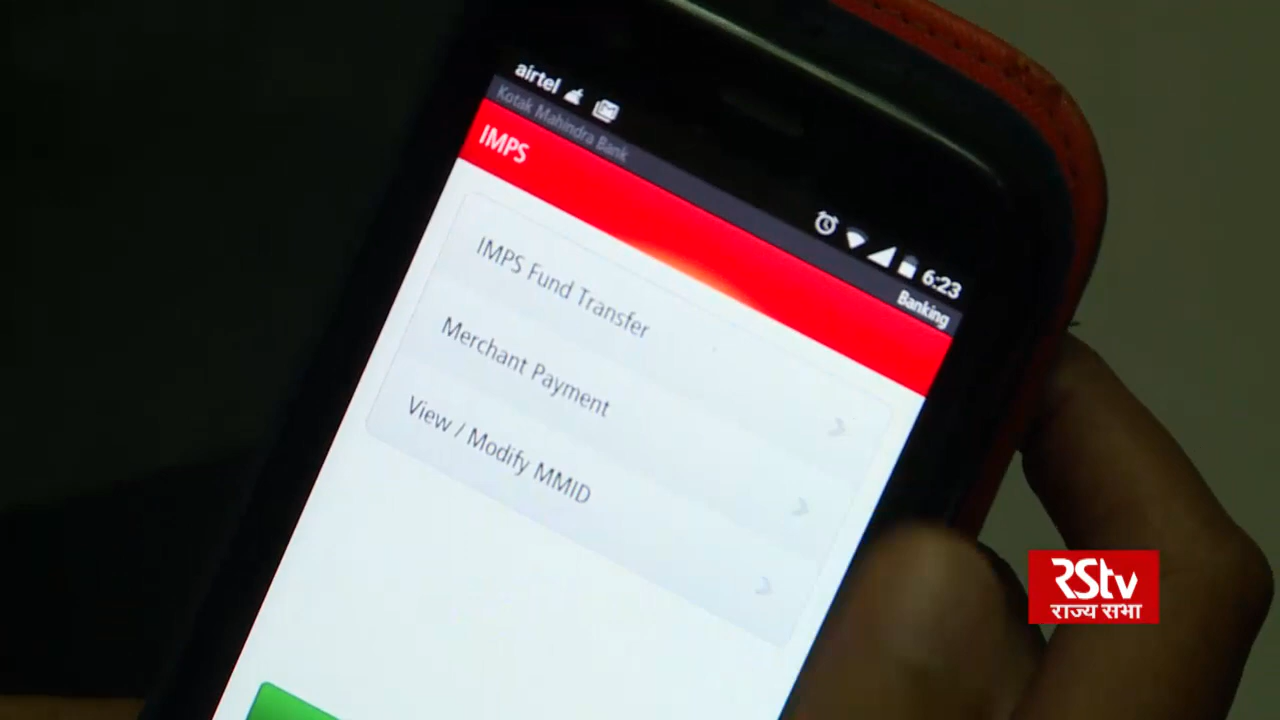 airtel
6:23
Kotak Mahindra Bank
Banking
IMPS
IMPS Fund Transfer
Merchant Payment
View / Modify MMID
RStv
राज्य सभा